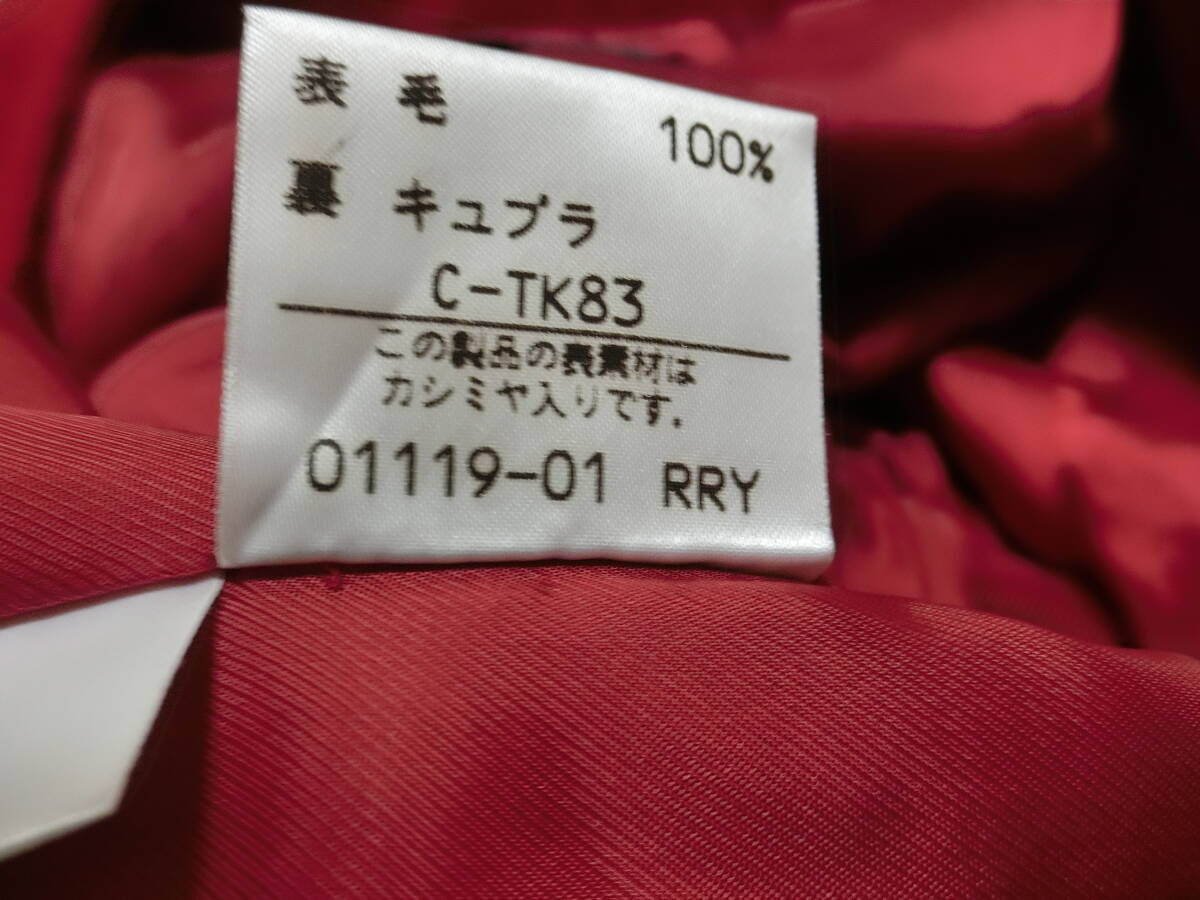 表 毛 100%
裏 キュプラ
C-TK83
この製品の表素材は
カシミヤ入りです.
01119-01 RRY